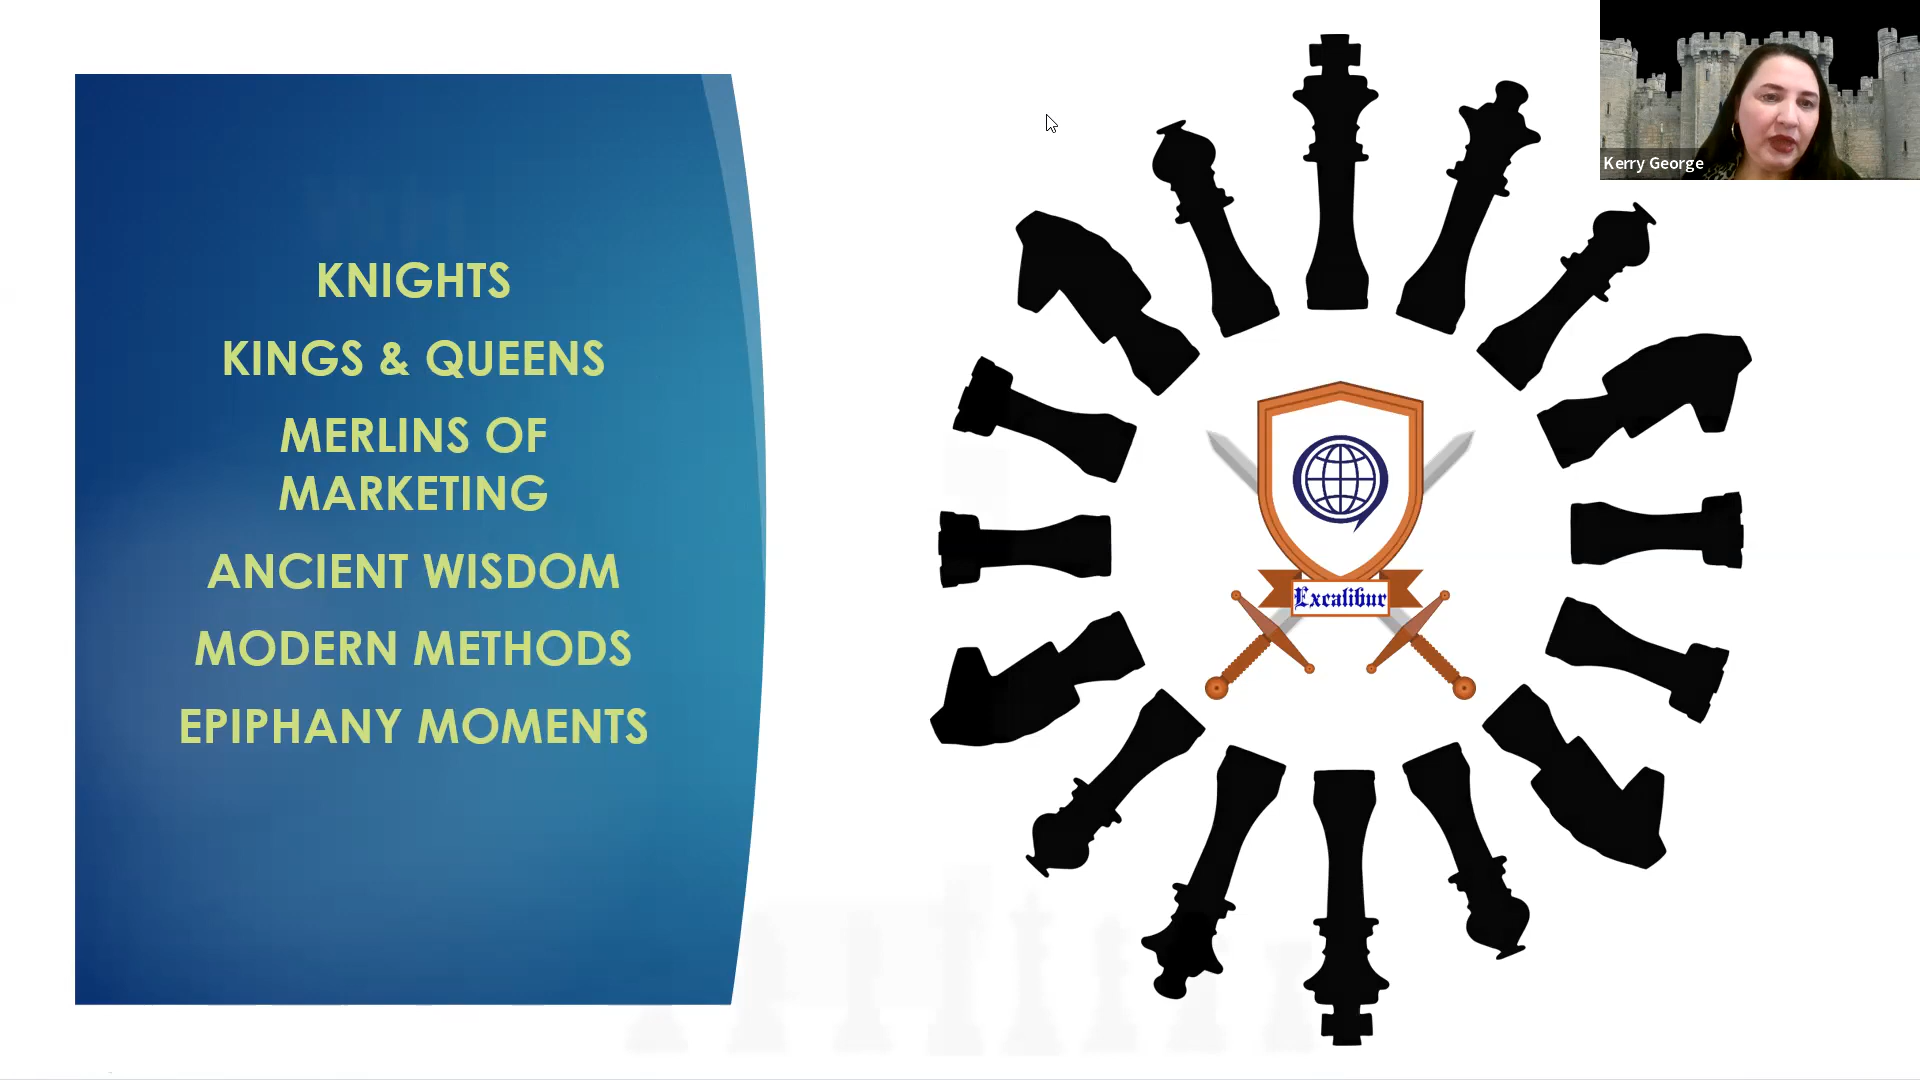 KNIGHTS
KINGS & QUEENS
MERLINS OF
MARKETING
ANCIENT WISDOM
MODERN METHODS
EPIPHANY MOMENTS
Excalibur
Kerry George